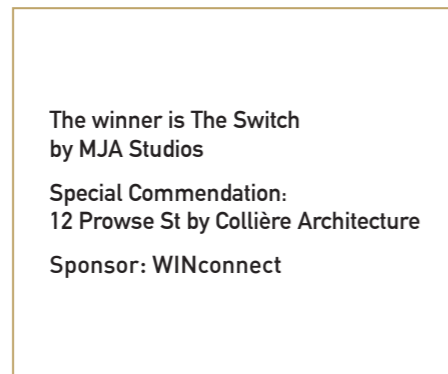 The winner is The Switch
by MJA Studios
Special Commendation:
12 Prowse St by Collière Architecture
Sponsor: WINconnect